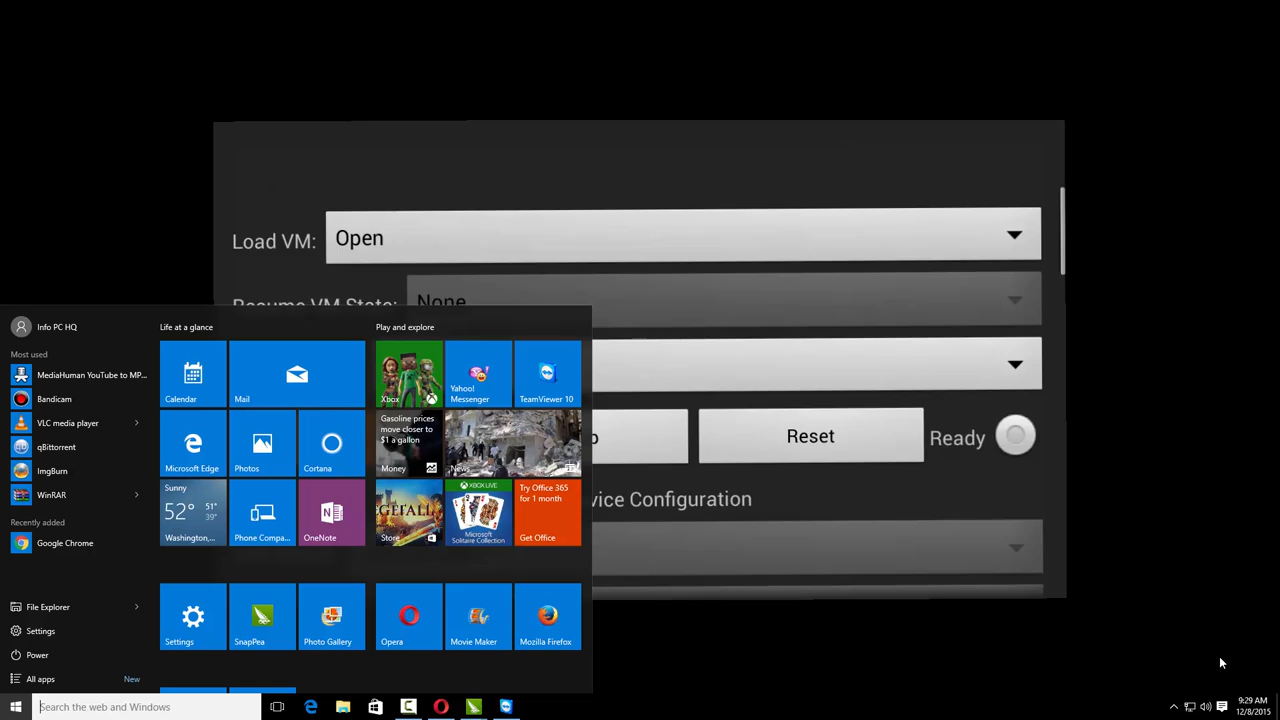 Load VM:
Open
Resume VM State:
None
Reset
Ready
vice Configuration
Info PC HQ
Most used
MediaHuman YouTube to MP...
Bandicam
VLC media player
qBittorrent
ImgBurn
WinRAR
Recently added
Google Chrome
File Explorer
Settings
Power
All apps
New
Life at a glance
Calendar
Mail
Microsoft Edge
Photos
Cortana
Sunny
52°
51°
39°
Washington,...
Phone Compa...
OneNote
Settings
SnapPea
Photo Gallery
Play and explore
Xbox
Yahoo!
Messenger
TeamViewer 10
Gasoline prices
move closer to
$1 a gallon
Money
News
Store
XBOX LIVE
Microsoft
Solitaire Collection
Try Office 365
for 1 month
Get Office
Opera
Movie Maker
Mozilla Firefox
Search the web and Windows
9:29 AM
12/8/2015